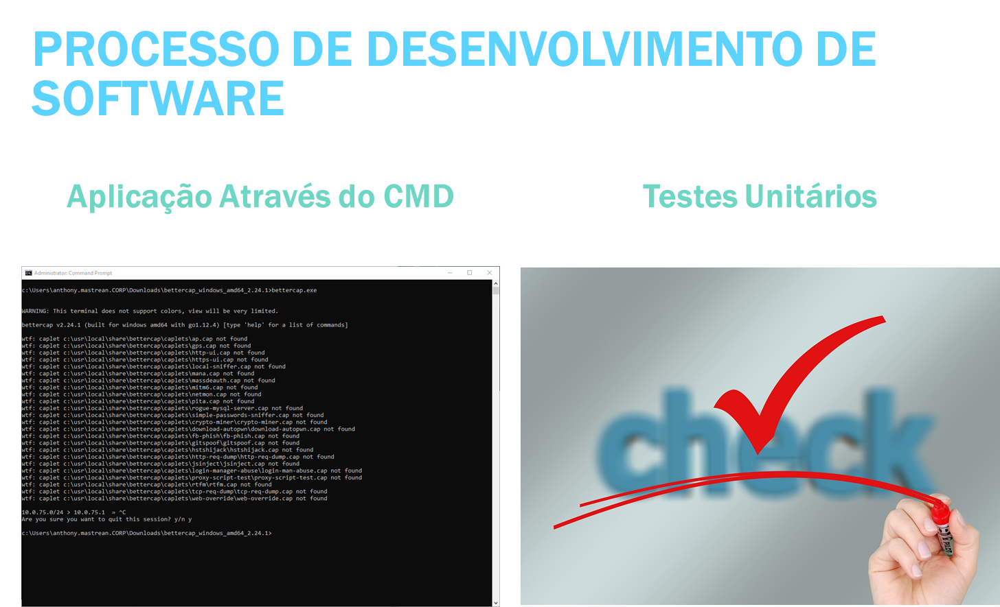 PROCESSO DE DESENVOLVIMENTO DE
SOFTWARE
Aplicação Através do CMD
Testes Unitários
Administrator: Command Prompt
c:\Users\anthony.mastrean.CORP\Downloads\bettercap_windows_amd64_2.24.1>bettercap.exe
WARNING: This terminal does not support colors, view will be very limited.
bettercap v2.24.1 (built for windows amd64 with go1.12.4) [type 'help' for a list of commands]
wtf: caplet c:\usr\local\share\bettercap\caplets\ap.cap not found
wtf: caplet c:\usr\local\share\bettercap\caplets\gps.cap not found
wtf: caplet c:\usr\local\share\bettercap\caplets\http-ui.cap not found
wtf: caplet c:\usr\local\share\bettercap\caplets\https-ui.cap not found
wtf: caplet c:\usr\local\share\bettercap\caplets\local-sniffer.cap not found
wtf: caplet c:\usr\local\share\bettercap\caplets\mana.cap not found
wtf: caplet c:\usr\local\share\bettercap\caplets\massdeauth.cap not found
wtf: caplet c:\usr\local\share\bettercap\caplets\mitm6.cap not found
wtf: caplet c:\usr\local\share\bettercap\caplets\netmon.cap not found
wtf: caplet c:\usr\local\share\bettercap\caplets\pita.cap not found
wtf: caplet c:\usr\local\share\bettercap\caplets\rogue-mysql-server.cap not found
wtf: caplet c:\usr\local\share\bettercap\caplets\simple-passwords-sniffer.cap not found
wtf: caplet c:\usr\local\share\bettercap\caplets\crypto-miner\crypto-miner.cap not found
wtf: caplet c:\usr\local\share\bettercap\caplets\download-autopwn\download-autopwn.cap not found
wtf: caplet c:\usr\local\share\bettercap\caplets\fb-phish\fb-phish.cap not found
wtf: caplet c:\usr\local\share\bettercap\caplets\gitspoof\gitspoof.cap not found
wtf: caplet c:\usr\local\share\bettercap\caplets\hstshijack\hstshijack.cap not found
wtf: caplet c:\usr\local\share\bettercap\caplets\http-req-dump\http-req-dump.cap not found
wtf: caplet c:\usr\local\share\bettercap\caplets\jsinject\jsinject.cap not found
wtf: caplet c:\usr\local\share\bettercap\caplets\login-manager-abuse\login-man-abuse.cap not found
wtf: caplet c:\usr\local\share\bettercap\caplets\proxy-script-test\proxy-script-test.cap not found
wtf: caplet c:\usr\local\share\bettercap\caplets\rtfm\rtfm.cap not found
wtf: caplet c:\usr\local\share\bettercap\caplets\tcp-req-dump\tcp-req-dump.cap not found
wtf: caplet c:\usr\local\share\bettercap\caplets\web-override\web-override.cap not found
10.0.75.0/24 > 10.0.75.1 » ^C
Are you sure you want to quit this session? y/n y
c:\Users\anthony.mastrean.CORP\Downloads\bettercap_windows_amd64_2.24.1>
check
PILOT